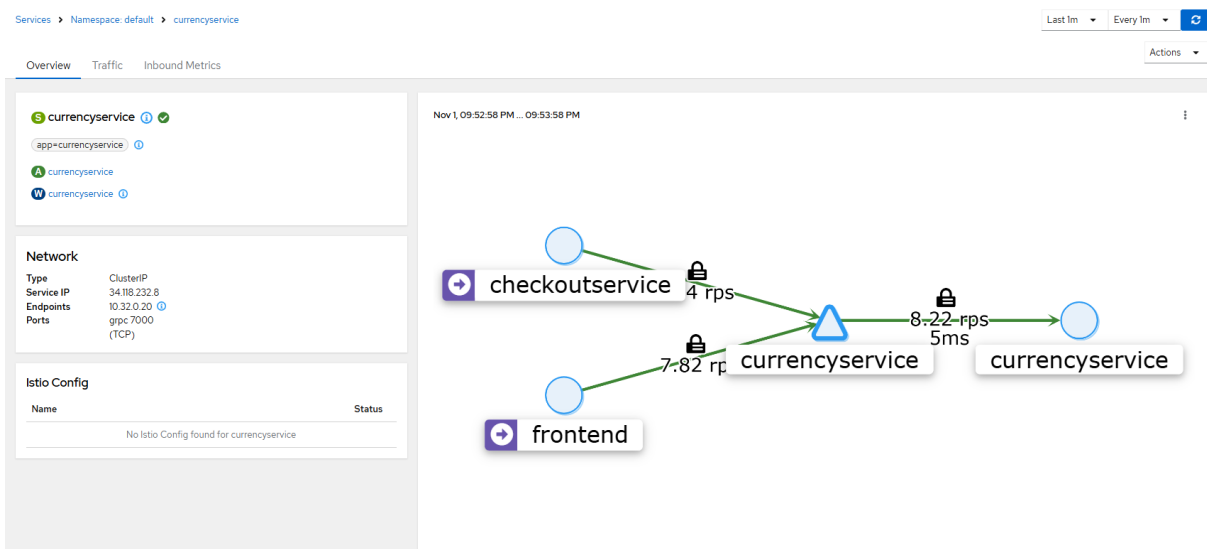 Services > Namespace: default > currencyservice
Last 1m
Every 1m
Actions
Overview Traffic Inbound Metrics
S currencyservice
app=currencyservice
A currencyservice
W currencyservice
Network
Type ClusterIP
Service IP 34.118.232.8
Endpoints 10.32.0.20
Ports grpc 7000
(TCP)
Istio Config
Name Status
No Istio Config found for currencyservice
Nov 1, 09:52:58 PM ... 09:53:58 PM
checkoutservice
4 rps
8.22 rps
5ms
7.82 rp
currencyservice
currencyservice
frontend